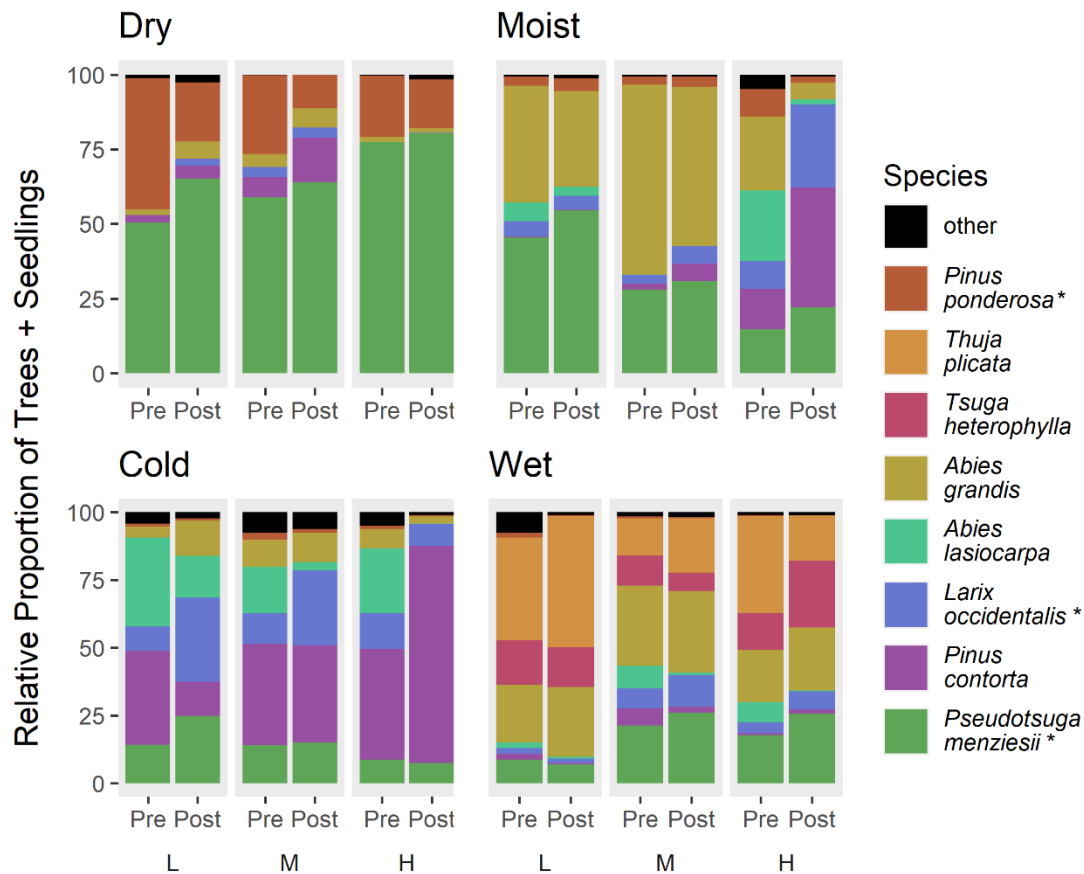 Dry
Moist
Relative Proportion of Trees + Seedlings
100
75
50
25
0
Pre Post
Pre Post
Pre Post
Pre Post
Pre Post
Pre Post
Cold
Wet
100
75
50
25
0
Pre Post
Pre Post
Pre Post
Pre Post
Pre Post
Pre Post
L
M
H
L
M
H
Species
other
Pinus
ponderosa*
Thuja
plicata
Tsuga
heterophylla
Abies
grandis
Abies
lasiocarpa
Larix
occidentalis *
Pinus
contorta
Pseudotsuga
menziesii *